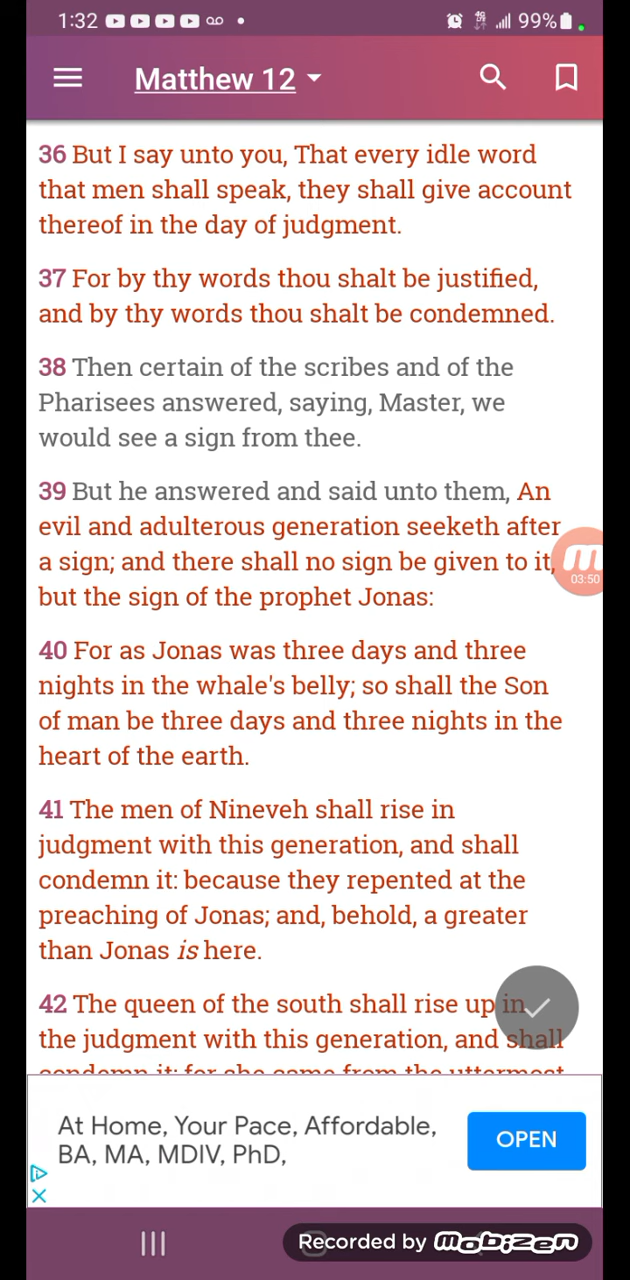 1:32 99%
Matthew 12
36 But I say unto you, That every idle word
that men shall speak, they shall give account
thereof in the day of judgment.
37 For by thy words thou shalt be justified,
and by thy words thou shalt be condemned.
38 Then certain of the scribes and of the
Pharisees answered, saying, Master, we
would see a sign from thee.
39 But he answered and said unto them, An
evil and adulterous generation seeketh after
a sign; and there shall no sign be given to it,
but the sign of the prophet Jonas:
03:50
40 For as Jonas was three days and three
nights in the whale's belly; so shall the Son
of man be three days and three nights in the
heart of the earth.
41 The men of Nineveh shall rise in
judgment with this generation, and shall
condemn it: because they repented at the
preaching of Jonas; and, behold, a greater
than Jonas is here.
42 The queen of the south shall rise up in
the judgment with this generation, and shall
condemn it: for she came from the uttermost
At Home, Your Pace, Affordable,
BA, MA, MDIV, PhD,
OPEN
Recorded by mobizen